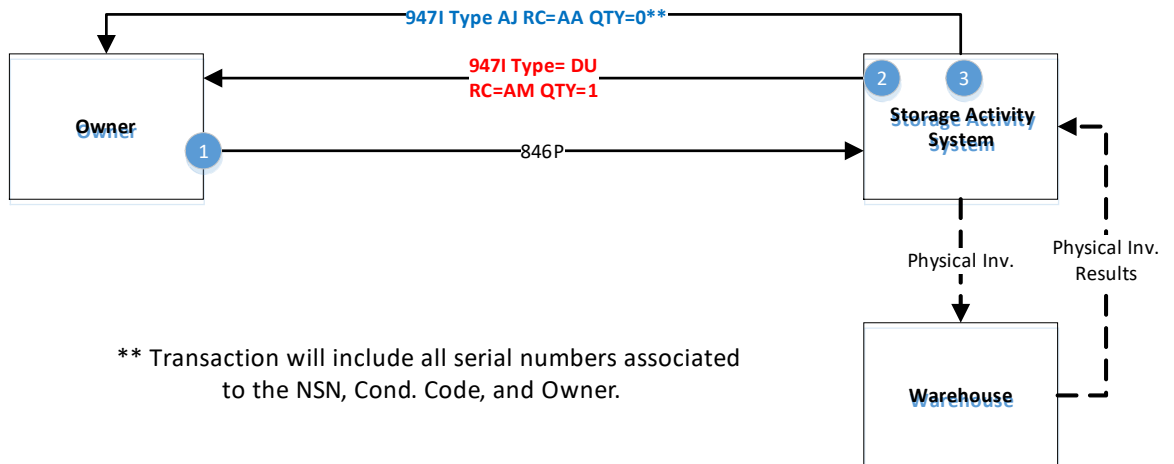 947I Type AJ RC=AA QTY=0**
947I Type= DU
RC=AM QTY=1
2
3
Owner
Storage Activity
System
1
846P
Physical Inv.
Physical Inv.
Results
** Transaction will include all serial numbers associated
to the NSN, Cond. Code, and Owner.
Warehouse